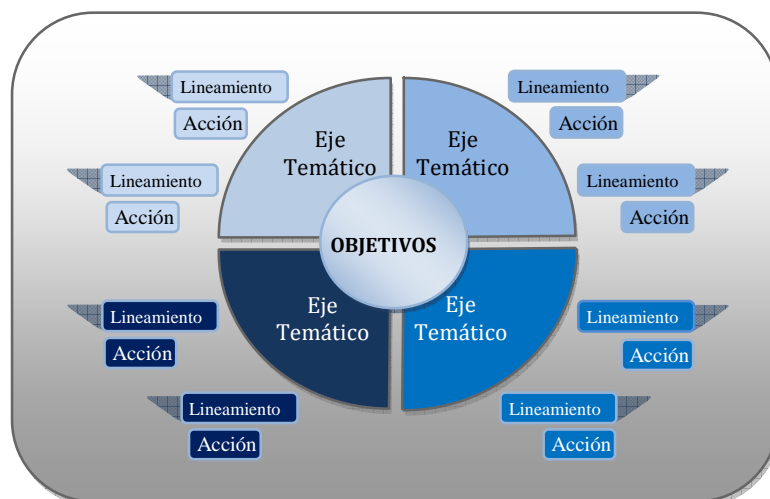 Lineamiento
Acción
Lineamiento
Acción
Eje
Temático
Eje
Temático
Lineamiento
Acción
Lineamiento
Acción
OBJETIVOS
Lineamiento
Acción
Lineamiento
Acción
Eje
Temático
Eje
Temático
Lineamiento
Acción
Lineamiento
Acción